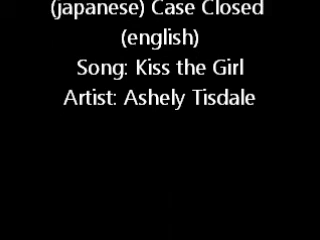 (japanese) Case Closed
(english)
Song: Kiss the Girl
Artist: Ashely Tisdale